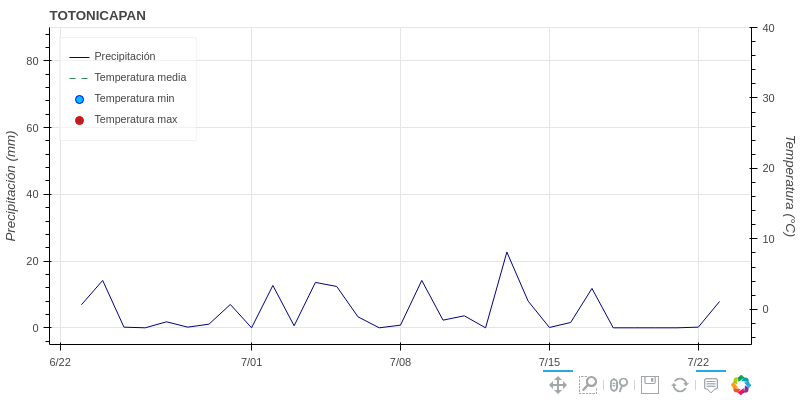 TOTONICAPAN
Precipitación
Temperatura media
Temperatura min
Temperatura max
Precipitación (mm)
80
60
40
20
0
Temperatura (°C)
40
30
20
10
0
6/22
7/01
7/08
7/15
7/22